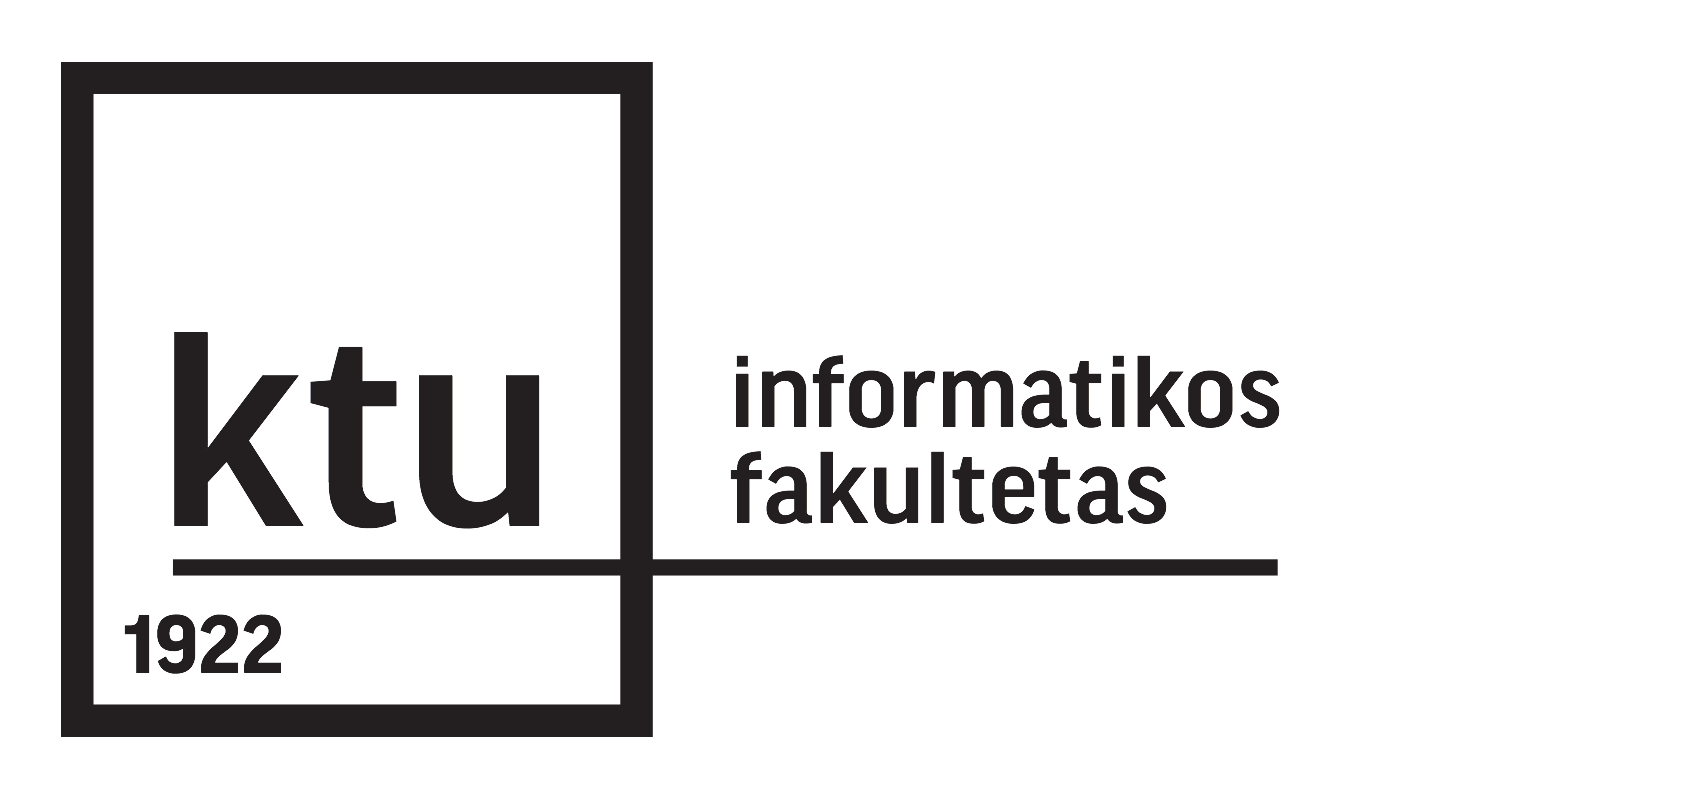 ktu
informatikos
fakultetas
1922